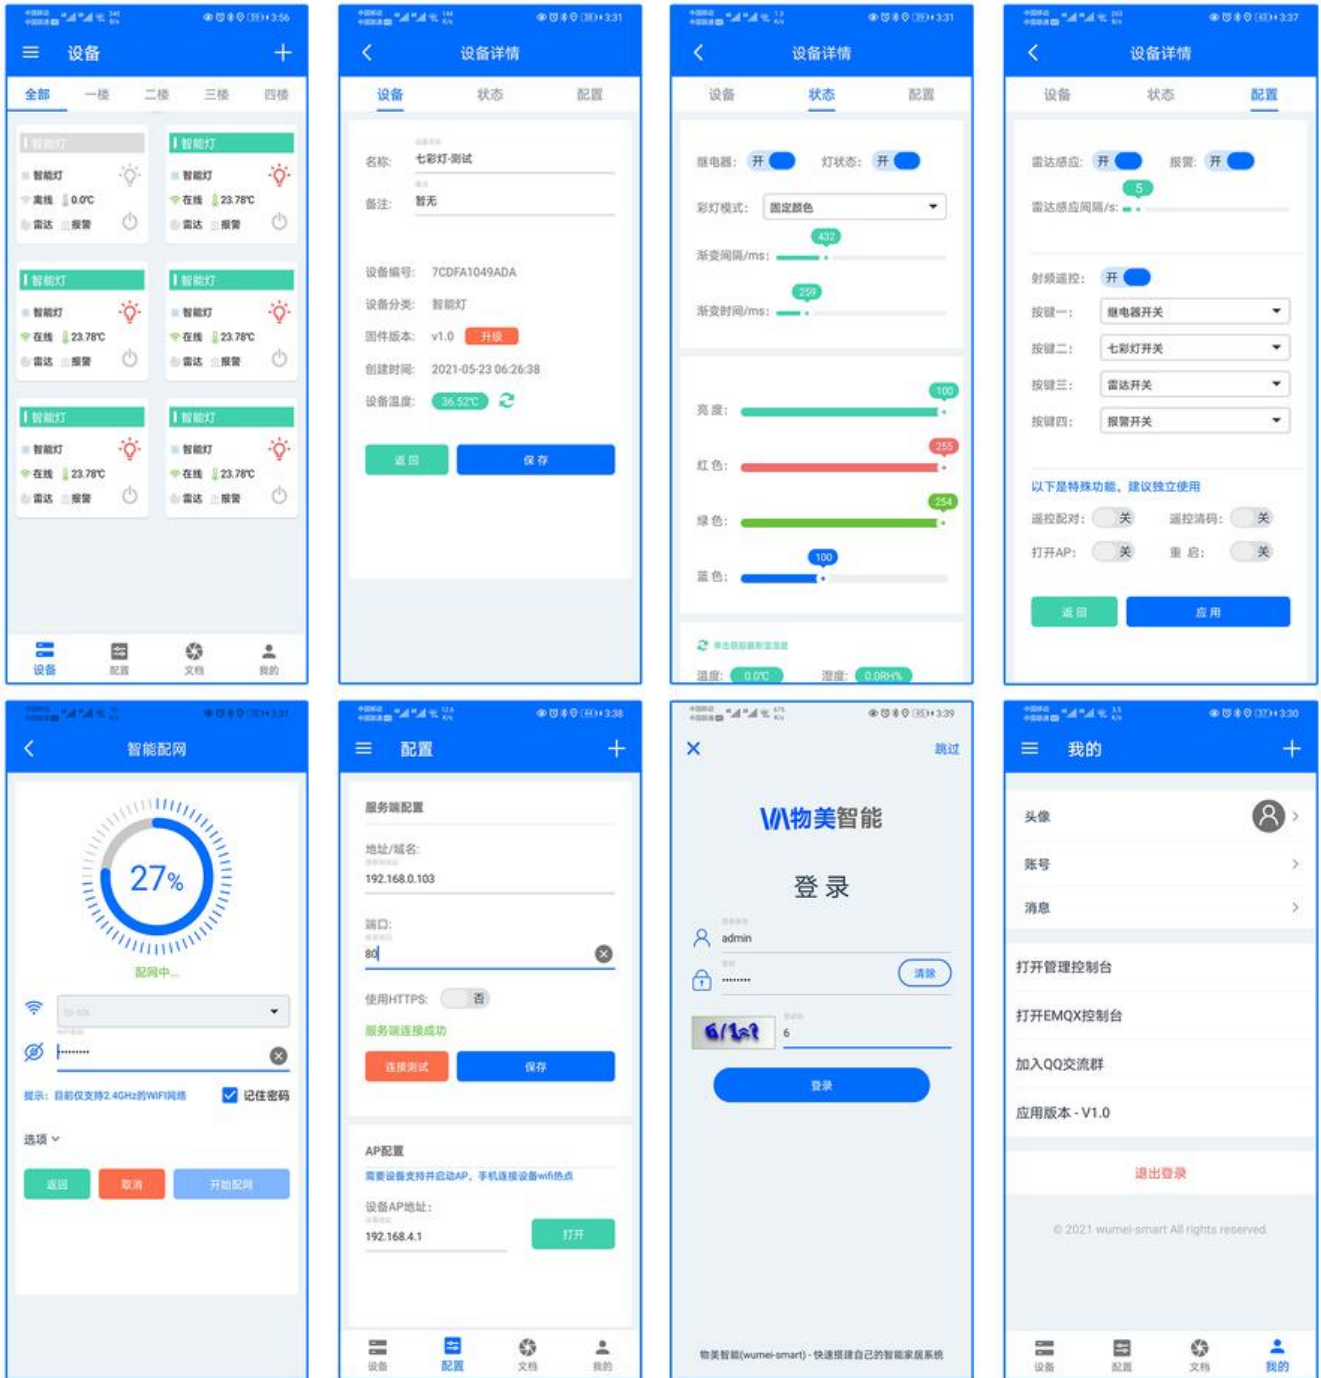 3:56
设备
全部 一楼 二楼 三楼 四楼
智能灯 智能灯
智能灯 智能灯
离线 0.0℃ 在线 23.78℃
雷达 报警 雷达 报警
智能灯 智能灯
智能灯 智能灯
在线 23.78℃ 在线 23.78℃
雷达 报警 雷达 报警
智能灯 智能灯
智能灯 智能灯
在线 23.78℃ 在线 23.78℃
雷达 报警 雷达 报警
设备 配置 文档 我的
3:31
设备详情
设备 状态 配置
名称: 七彩灯-测试
备注: 暂无
设备编号: 7CDFA1049ADA
设备分类: 智能灯
固件版本: v1.0 升级
创建时间: 2021-05-23 06:26:38
设备温度: 36.52℃
返回 保存
3:31
设备详情
设备 状态 配置
继电器: 开 灯状态: 开
彩灯模式: 固定颜色
432
渐变间隔/ms:
259
渐变时间/ms:
100
亮度:
255
红色:
254
绿色:
100
蓝色:
单击获取最新温湿度
温度: 0.0℃ 湿度: 0.0RH%
3:37
设备详情
设备 状态 配置
雷达感应: 开 报警: 开
5
雷达感应间隔/s:
射频遥控: 开
按键一: 继电器开关
按键二: 七彩灯开关
按键三: 雷达开关
按键四: 报警开关
以下是特殊功能，建议独立使用
遥控配对: 关 遥控清码: 关
打开AP: 关 重启: 关
返回 应用
3:31
智能配网
27%
配网中...
提示: 目前仅支持2.4GHz的WIFI网络 记住密码
选项
返回 取消 开始配网
3:38
配置
服务端配置
地址/域名:
192.168.0.103
端口:
80
使用HTTPS: 否
服务端连接成功
连接测试 保存
AP配置
需要设备支持并启动AP，手机连接设备wifi热点
设备AP地址:
192.168.4.1 打开
设备 配置 文档 我的
3:39
跳过
物美智能
登录
admin
清除
6/1=?
6
登录
物美智能(wumei-smart) - 快速搭建自己的智能家居系统
3:30
我的
头像
账号
消息
打开管理控制台
打开EMQX控制台
加入QQ交流群
应用版本 - V1.0
退出登录
© 2021 wumei-smart All rights reserved.
设备 配置 文档 我的